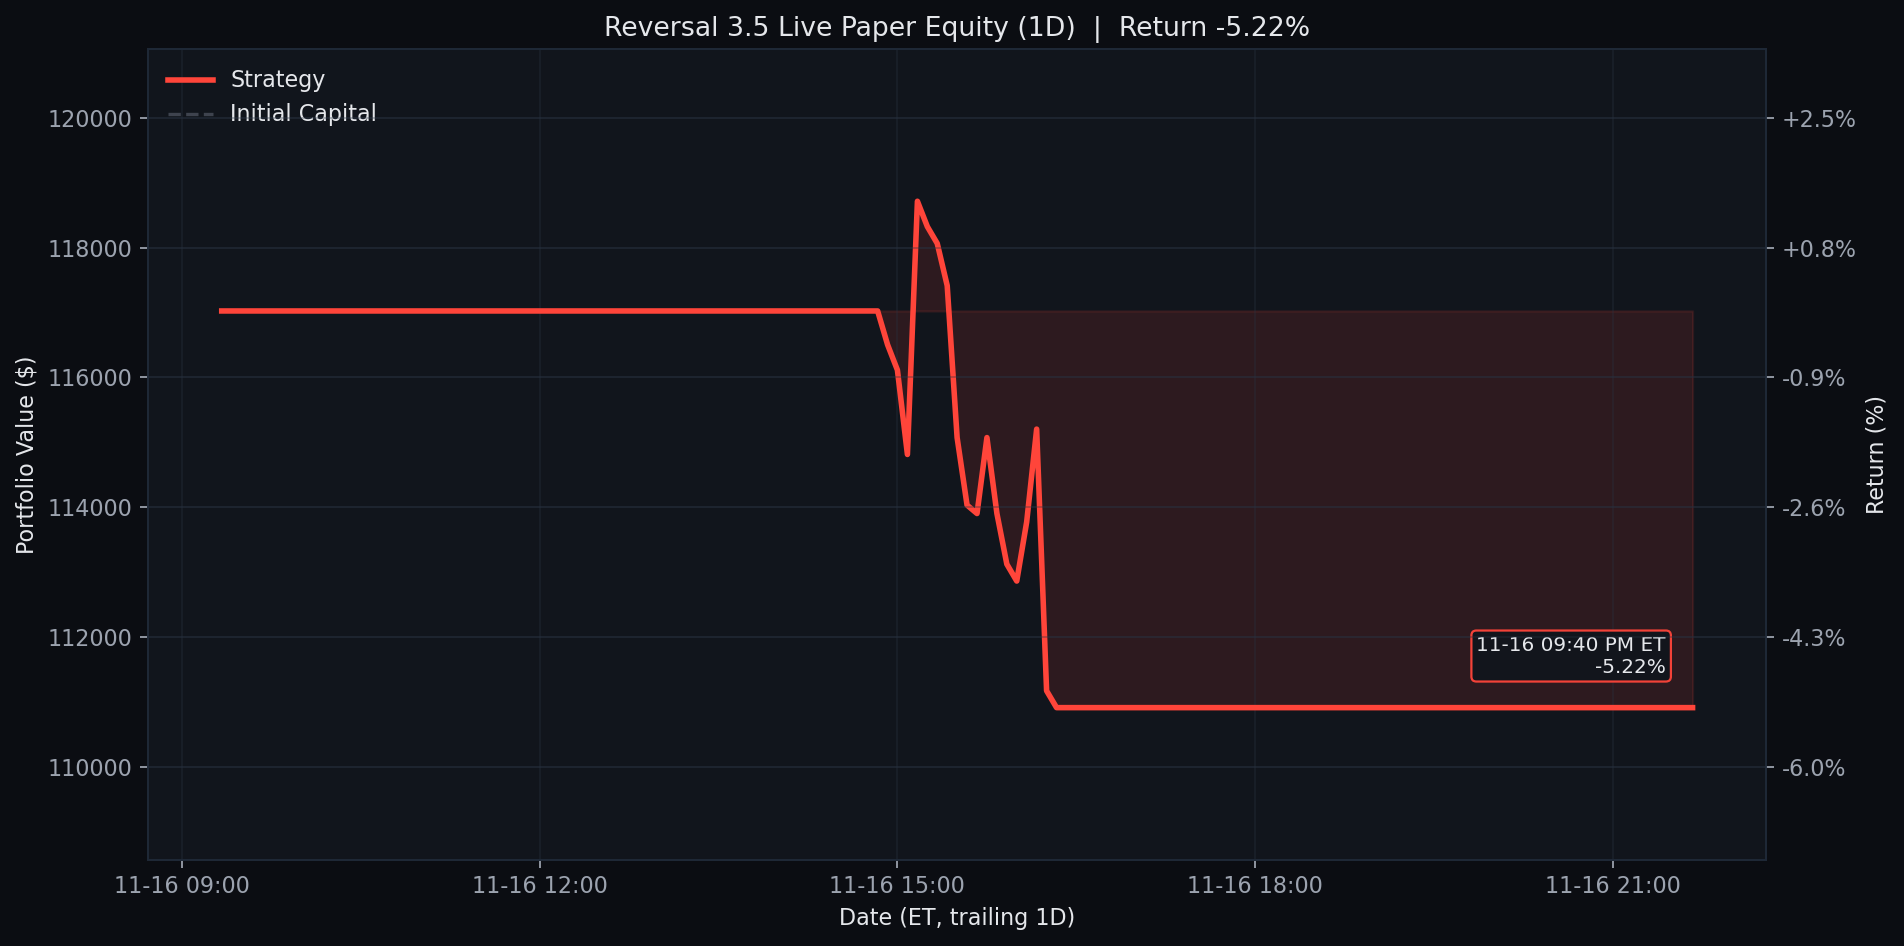 Reversal 3.5 Live Paper Equity (1D) | Return -5.22%
Strategy
Initial Capital
120000
118000
116000
114000
112000
110000
Portfolio Value ($)
+2.5%
+0.8%
-0.9%
-2.6%
-4.3%
-6.0%
Return (%)
11-16 09:40 PM ET
-5.22%
11-16 09:00
11-16 12:00
11-16 15:00
11-16 18:00
11-16 21:00
Date (ET, trailing 1D)